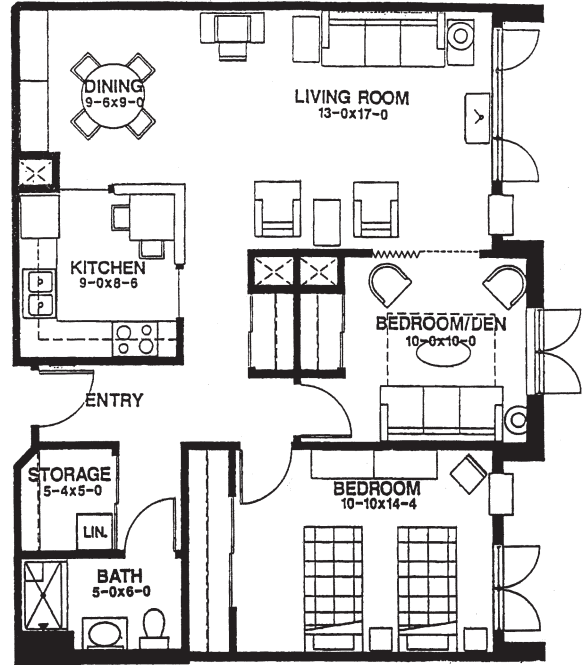 DINING
9-6x9-0
LIVING ROOM
13-0x17-0
KITCHEN
9-0x8-6
BEDROOM/DEN
10-0x10-0
ENTRY
STORAGE
5-4x5-0
LIN.
BEDROOM
10-10x14-4
BATH
5-0x6-0